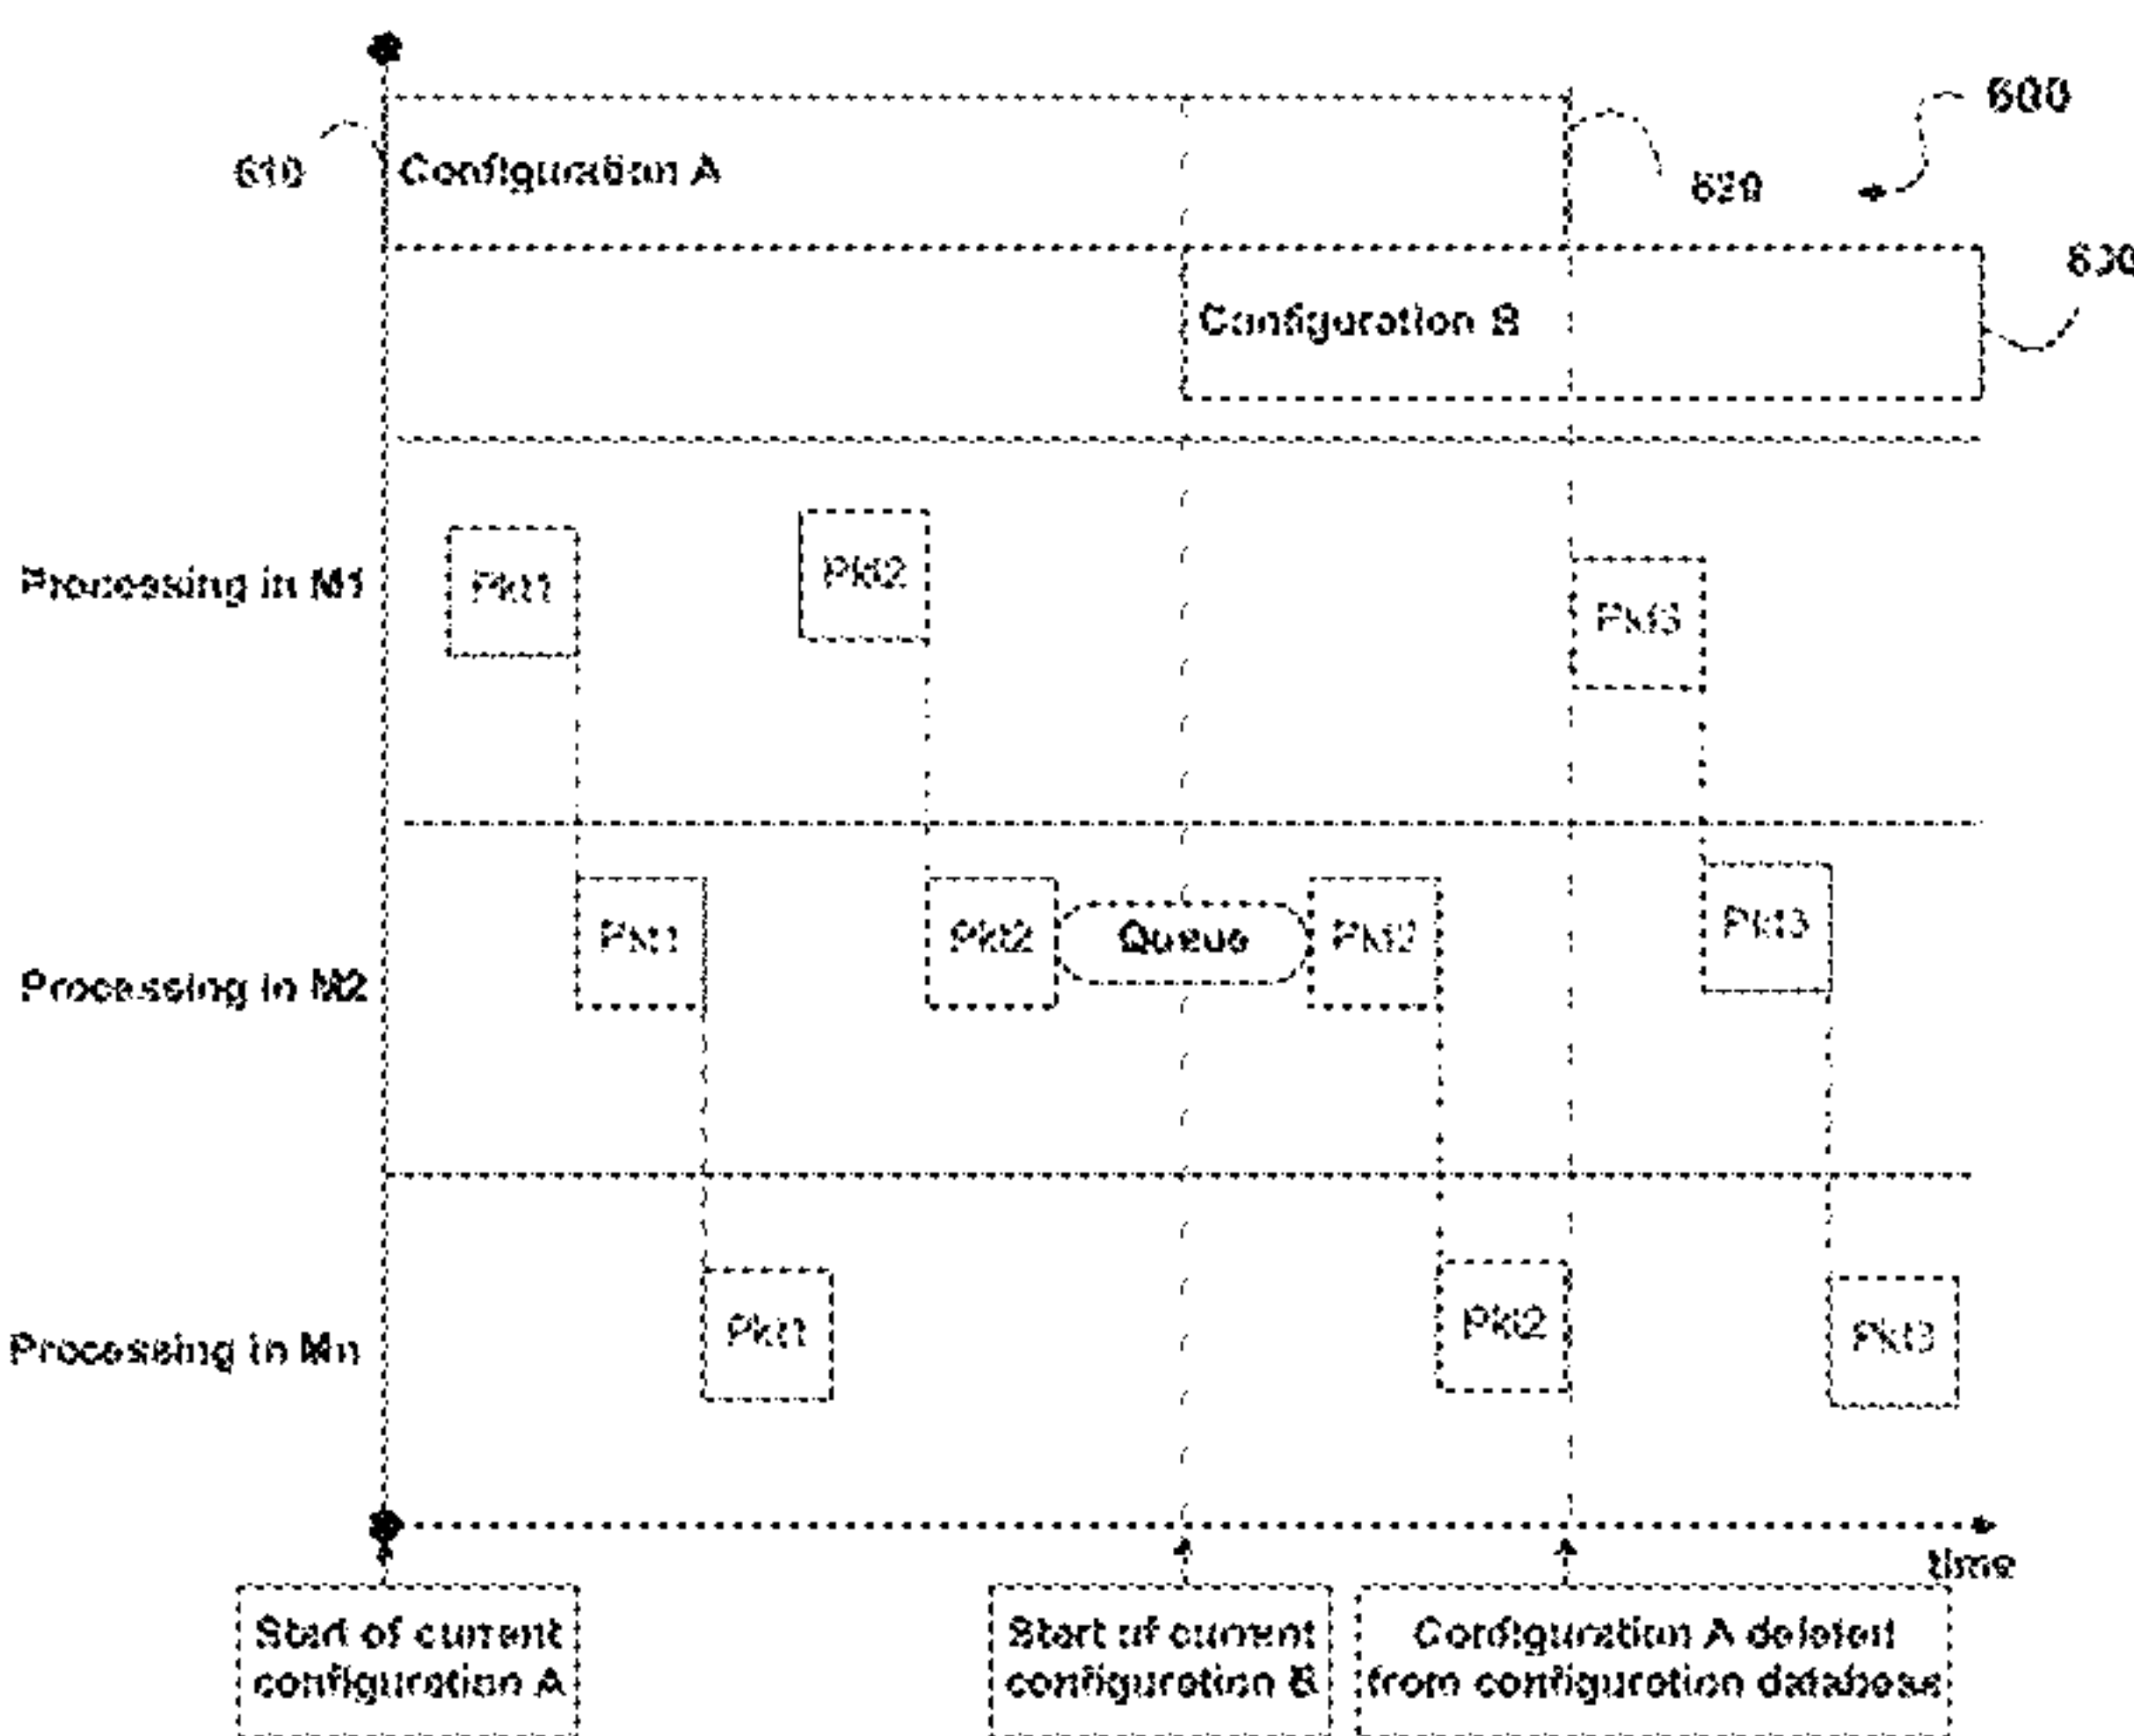 600
610
Configuration A
620
630
Configuration B
Processing in M1
Pkt1
Pkt2
Pkt3
Processing in M2
Pkt1
Pkt2
Queue
Pkt2
Pkt3
Processing in Mn
Pkt1
Pkt2
Pkt3
time
Start of current
configuration A
Start of current
configuration B
Configuration A deleted
from configuration database